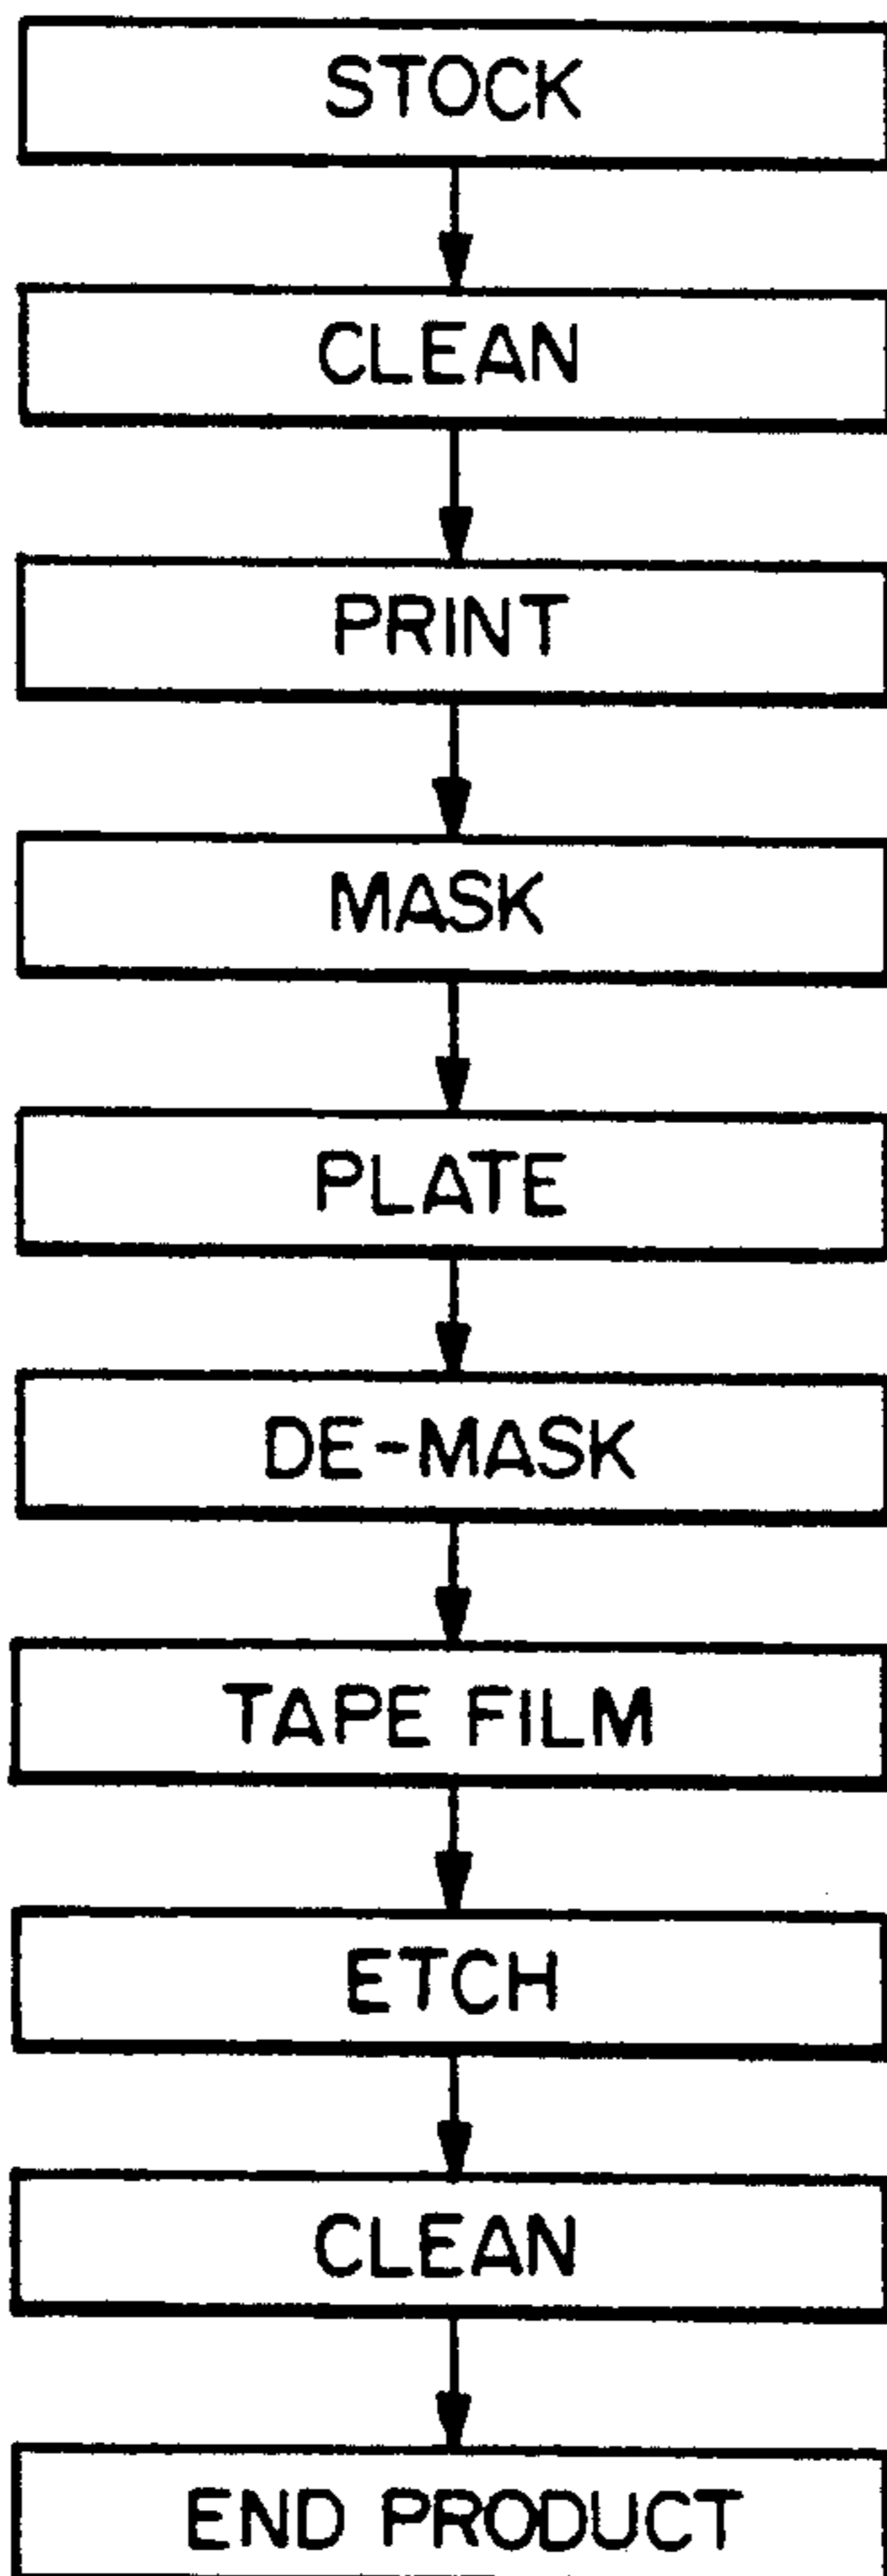 STOCK
CLEAN
PRINT
MASK
PLATE
DE-MASK
TAPE FILM
ETCH
CLEAN
END PRODUCT